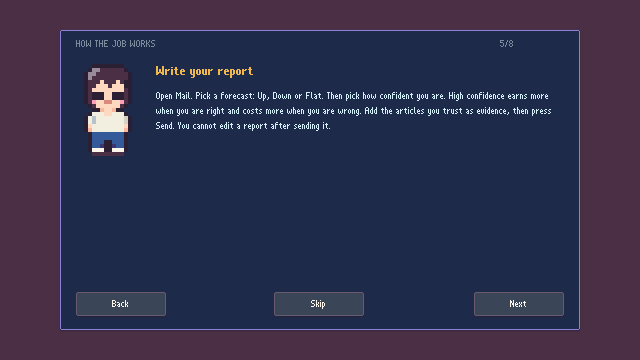 HOW THE JOB WORKS
5/8
Write your report
Open Mail. Pick a forecast: Up, Down or Flat. Then pick how confident you are. High confidence earns more
when you are right and costs more when you are wrong. Add the articles you trust as evidence, then press
Send. You cannot edit a report after sending it.
Back
Skip
Next